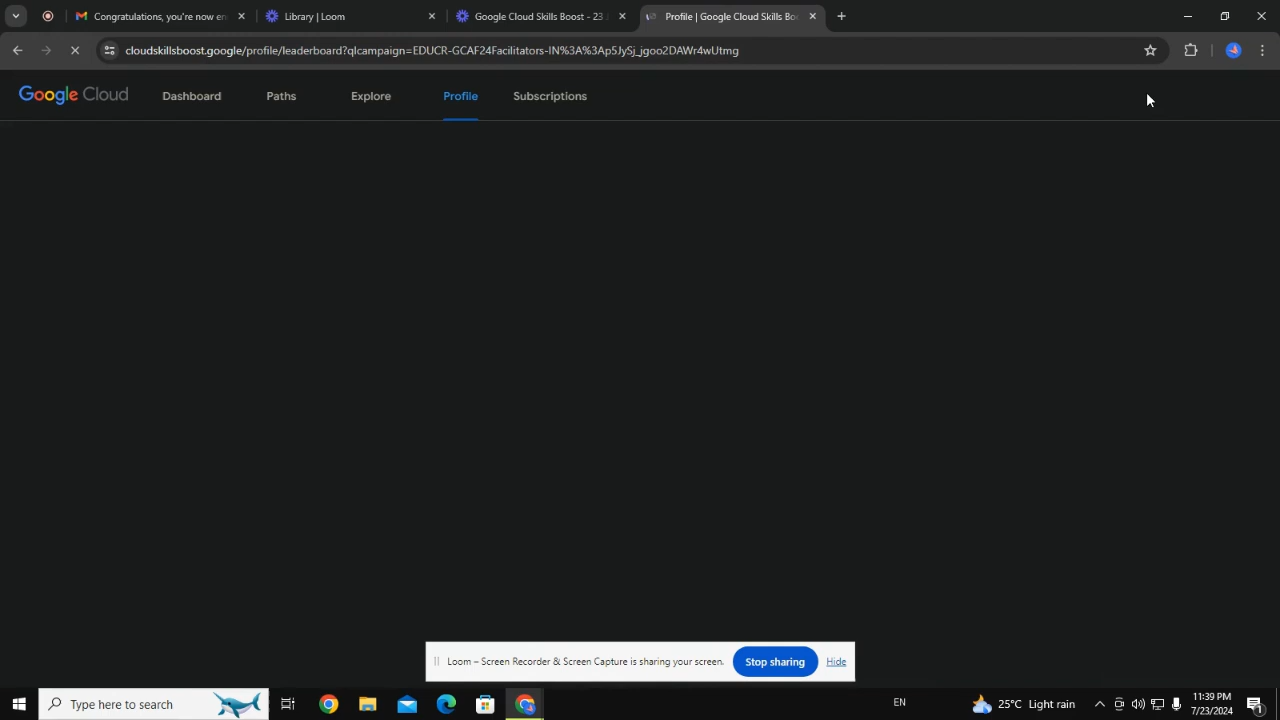 Congratulations, you're now en
Library | Loom
Google Cloud Skills Boost - 23
Profile | Google Cloud Skills Bo
cloudskillsboost.google/profile/leaderboard?qlcampaign=EDUCR-GCAF24Facilitators-IN%3A%3Ap5JySj_jgoo2DAWr4wUtmg
Google Cloud
Dashboard
Paths
Explore
Profile
Subscriptions
Loom – Screen Recorder & Screen Capture is sharing your screen.
Stop sharing
Hide
Type here to search
EN
25°C Light rain
11:39 PM
7/23/2024
1